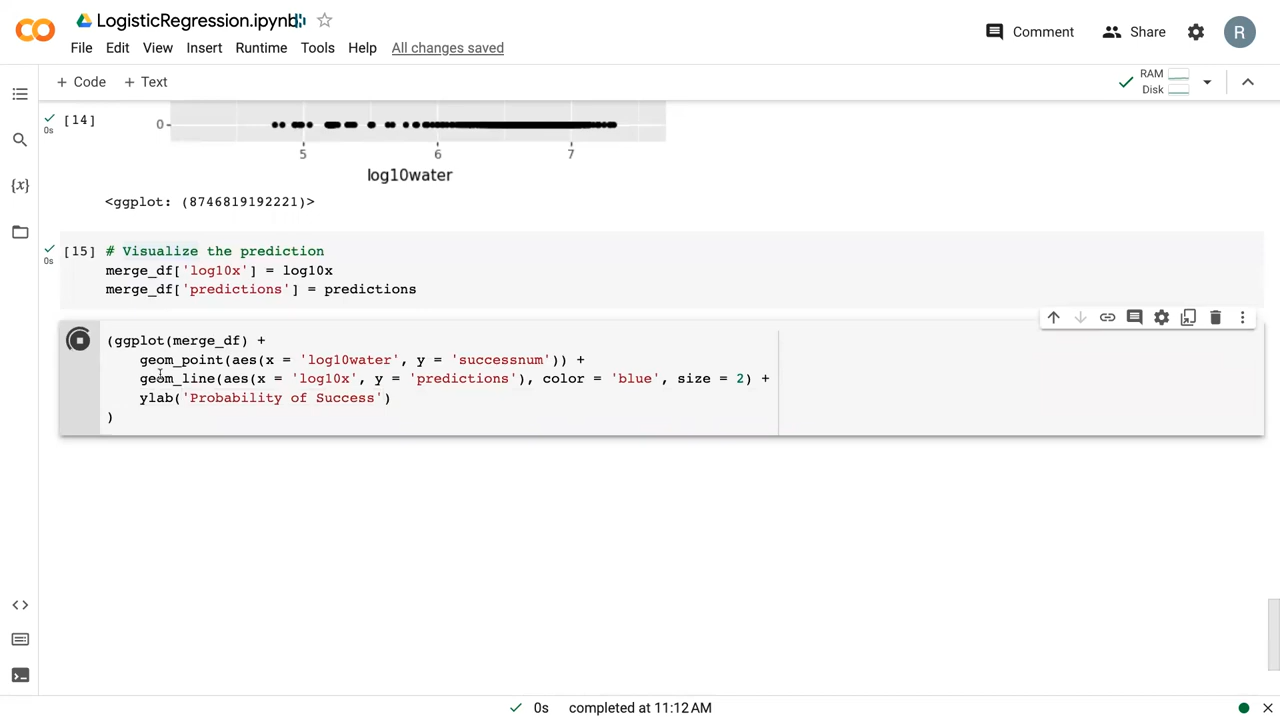 LogisticRegression.ipynb
File Edit View Insert Runtime Tools Help All changes saved
Comment
Share
R
+ Code + Text
RAM
Disk
[14]
0s
0
5 6 7
log10water
<ggplot: (8746819192221)>
[15]
0s
# Visualize the prediction
merge_df['log10x'] = log10x
merge_df['predictions'] = predictions
(ggplot(merge_df) +
geom_point(aes(x = 'log10water', y = 'successnum')) +
geom_line(aes(x = 'log10x', y = 'predictions'), color = 'blue', size = 2) +
ylab('Probability of Success')
)
{x}
0s completed at 11:12 AM